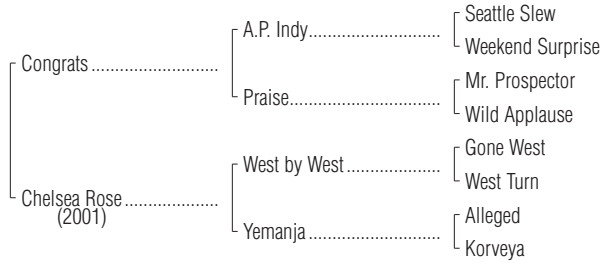 Seattle Slew
A.P. Indy
Weekend Surprise
Congrats
Mr. Prospector
Praise
Wild Applause
Gone West
West by West
West Turn
Chelsea Rose
(2001)
Alleged
Yemanja
Korveya